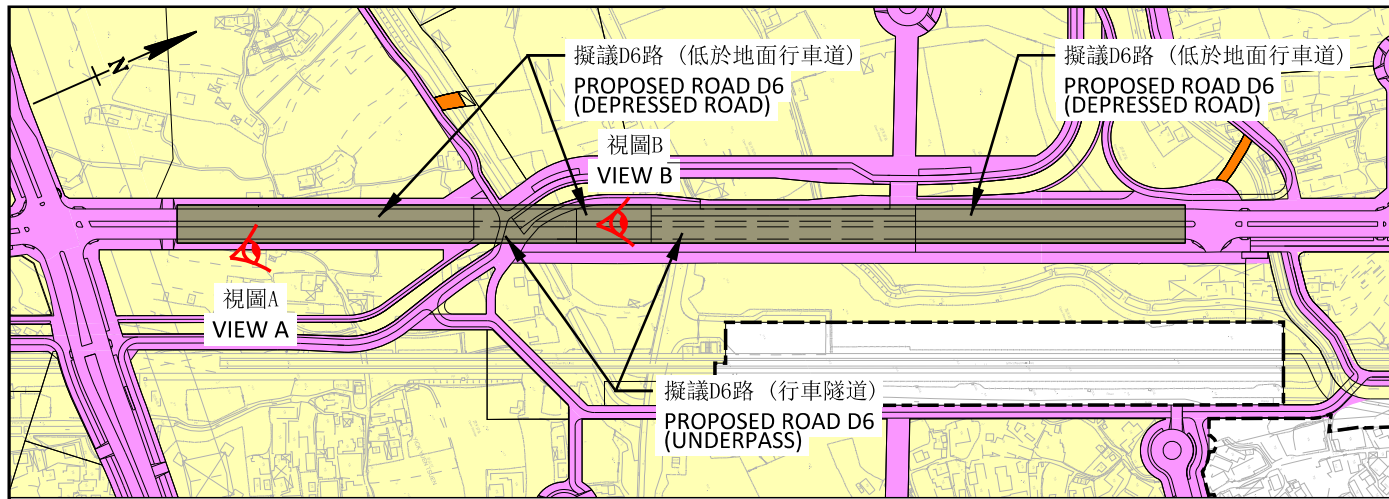 N
擬議D6路 (低於地面行車道)
PROPOSED ROAD D6
(DEPRESSED ROAD)
擬議D6路 (低於地面行車道)
PROPOSED ROAD D6
(DEPRESSED ROAD)
視圖B
VIEW B
視圖A
VIEW A
擬議D6路 (行車隧道)
PROPOSED ROAD D6
(UNDERPASS)